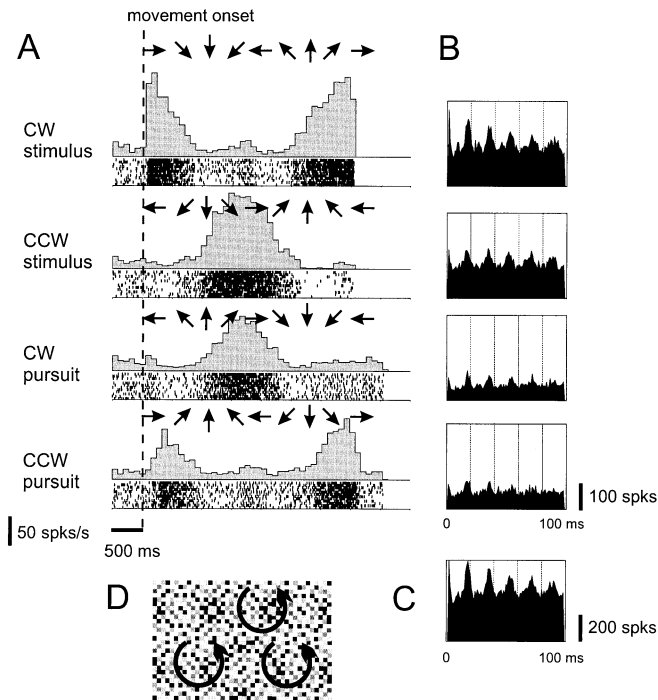 movement onset
A
B
CW
stimulus
CCW
stimulus
CW
pursuit
CCW
pursuit
50 spks/s
500 ms
100 spks
0 100 ms
D
C
200 spks
0 100 ms